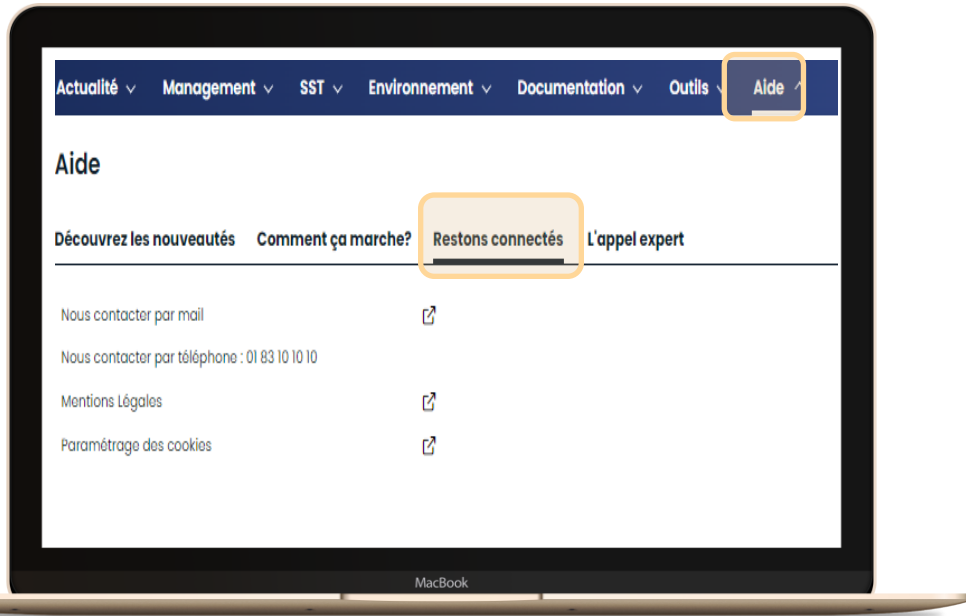 Actualité Management SST Environnement Documentation Outils Aide
Aide
Découvrez les nouveautés Comment ça marche? Restons connectés L'appel expert
Nous contacter par mail
Nous contacter par téléphone : 01 83 10 10 10
Mentions Légales
Paramétrage des cookies
MacBook